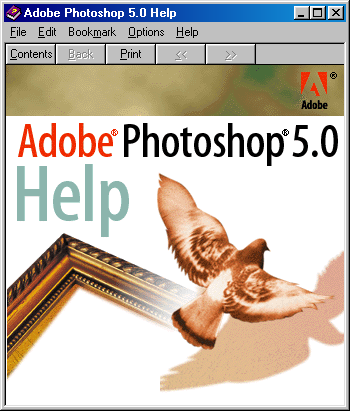 Adobe Photoshop 5.0 Help
File Edit Bookmark Options Help
Contents Back Print << >>
Adobe®
Adobe® Photoshop® 5.0
Help